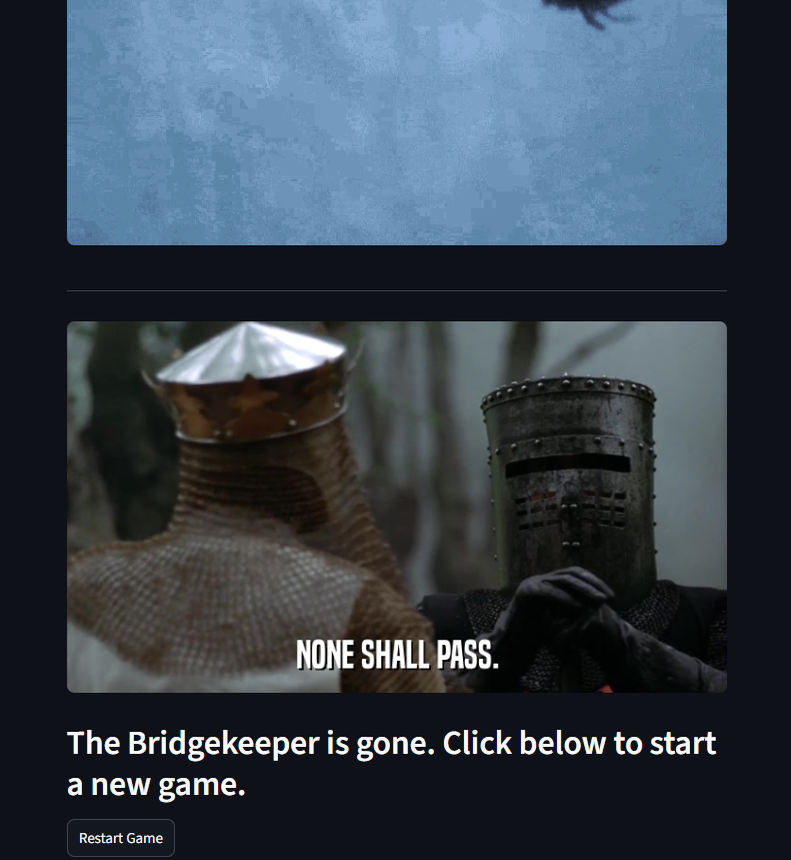 NONE SHALL PASS.
The Bridgekeeper is gone. Click below to start
a new game.
Restart Game